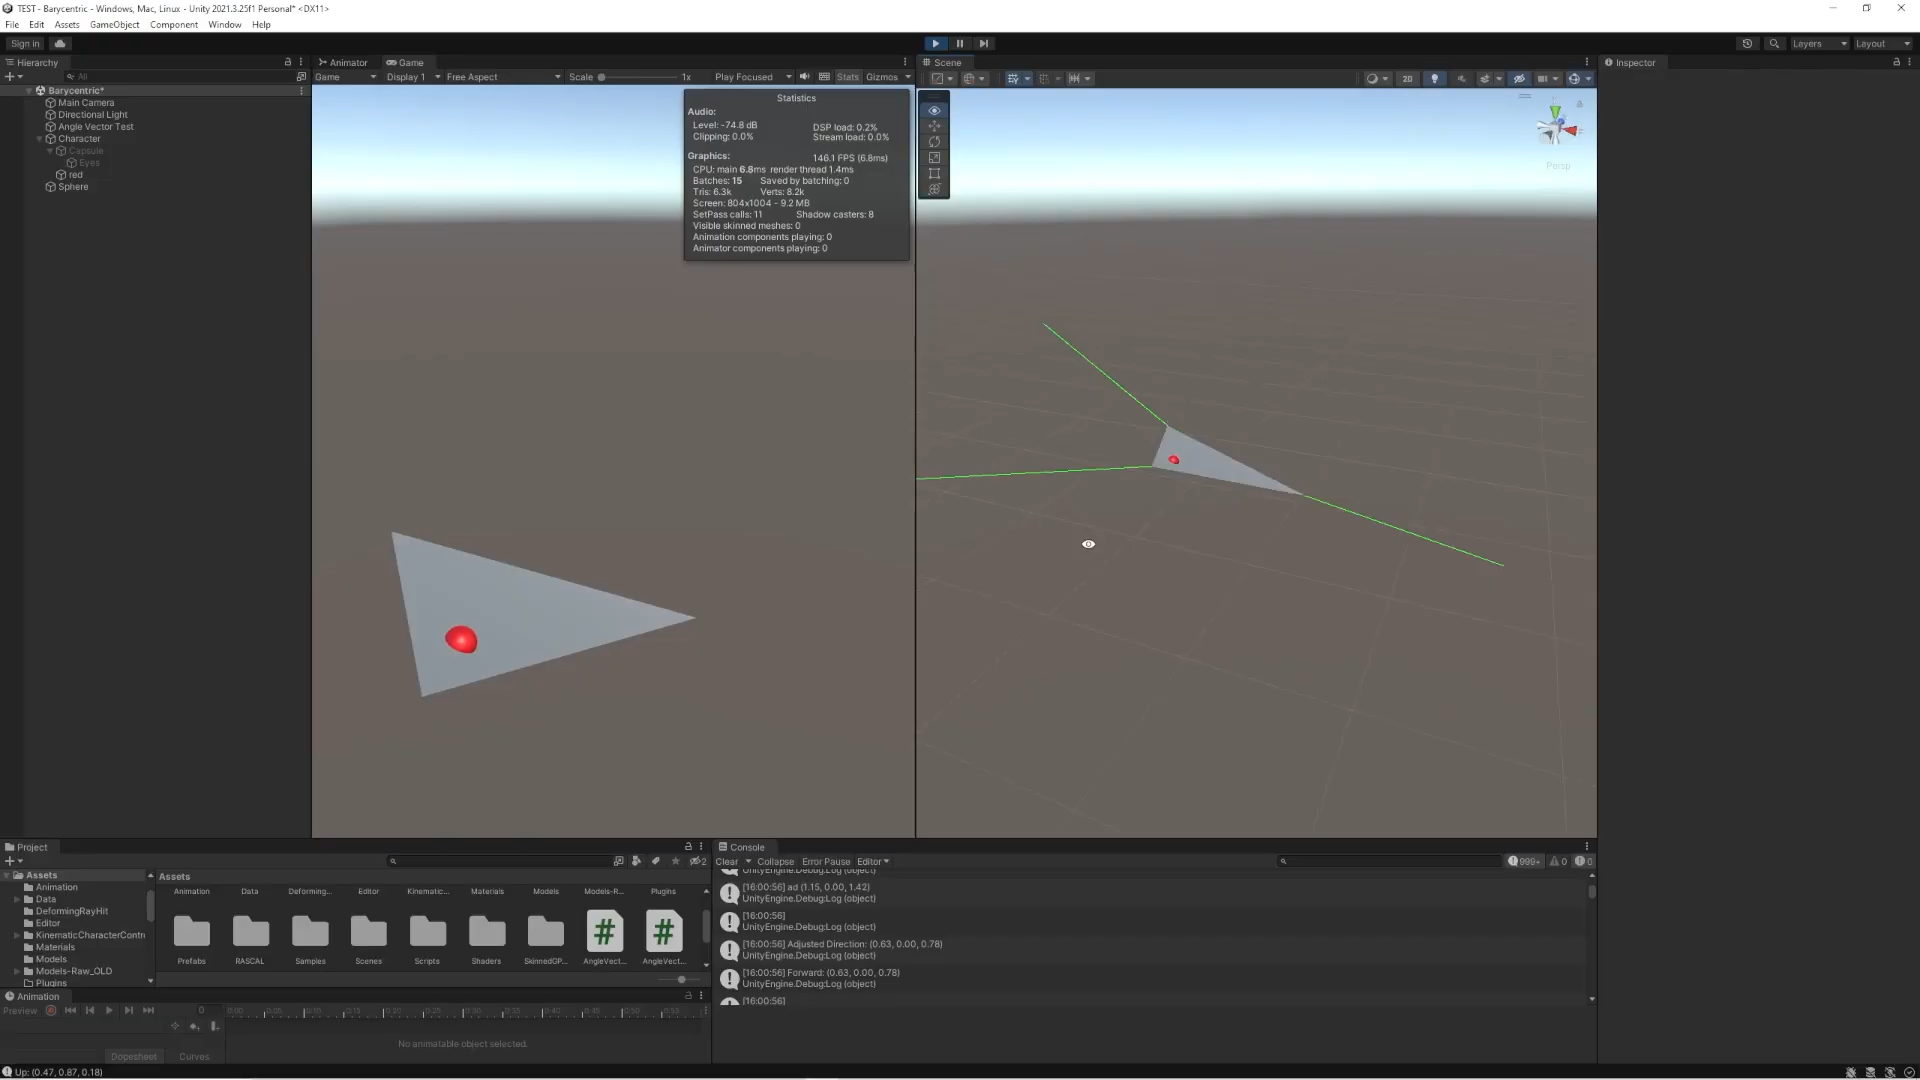 TEST - Barycentric - Windows, Mac, Linux - Unity 2021.3.25f1 Personal* <DX11>
File Edit Assets GameObject Component Window Help
Sign in
Layers Layout
Hierarchy
All
Barycentric*
Main Camera
Directional Light
Angle Vector Test
Character
Capsule
Eyes
red
Sphere
Animator Game
Game Display 1 Free Aspect Scale 1x Play Focused Stats Gizmos
Statistics
Audio:
Level: -74.8 dB DSP load: 0.2%
Clipping: 0.0% Stream load: 0.0%
Graphics: 146.1 FPS (6.8ms)
CPU: main 6.8ms render thread 1.4ms
Batches: 15 Saved by batching: 0
Tris: 6.3k Verts: 8.2k
Screen: 804x1004 - 9.2 MB
SetPass calls: 11 Shadow casters: 8
Visible skinned meshes: 0
Animation components playing: 0
Animator components playing: 0
Scene
2D
Persp
Inspector
Project
2
Assets
Animation
Data
DeformingRayHit
Editor
KinematicCharacterContr
Materials
Models
Models-Raw_OLD
Plugins
Assets
Animation Data Deforming... Editor Kinematic... Materials Models Models-R... Plugins
Prefabs RASCAL Samples Scenes Scripts Shaders SkinnedGP... AngleVect... AngleVect...
Console
Clear Collapse Error Pause Editor 999+ 0 0
UnityEngine.Debug:Log (object)
[16:00:56] ad (1.15, 0.00, 1.42)
UnityEngine.Debug:Log (object)
[16:00:56]
UnityEngine.Debug:Log (object)
[16:00:56] Adjusted Direction: (0.63, 0.00, 0.78)
UnityEngine.Debug:Log (object)
[16:00:56] Forward: (0.63, 0.00, 0.78)
UnityEngine.Debug:Log (object)
[16:00:56]
Animation
Preview 0 0:00 0:05 0:10 0:15 0:20 0:25 0:30 0:35 0:40 0:45 0:50 0:55
No animatable object selected.
Dopesheet Curves
Up: (0.47, 0.87, 0.18)